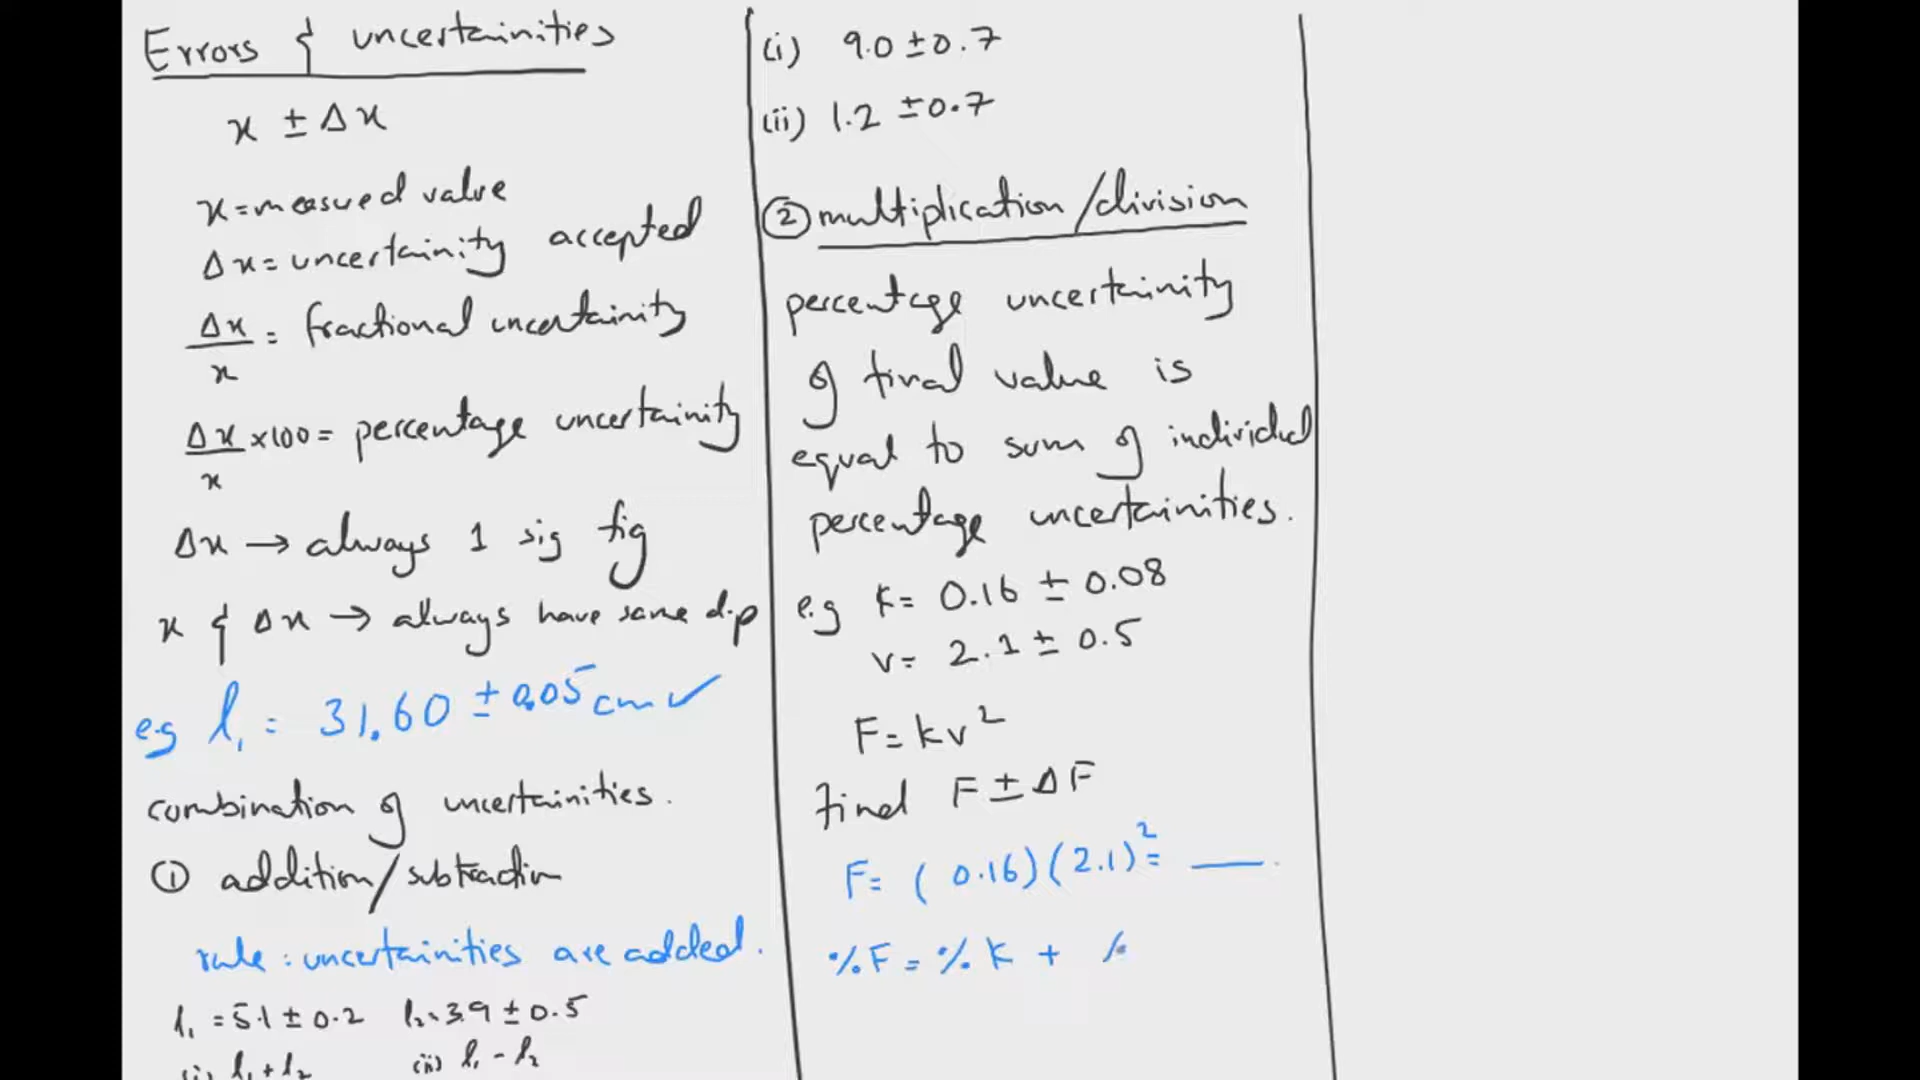 Errors & uncertainities
x ± Δx
x = measured value
Δx = uncertainity accepted
Δx/x = fractional uncertainity
Δx/x ×100 = percentage uncertainity
Δx → always 1 sig fig
x & Δx → always have same d.p
e.g l₁ = 31.60 ± 0.05 cm ✓
combination of uncertainities.
① addition/subtraction
rule : uncertainities are added.
l₁ = 5.1 ± 0.2 l₂ = 3.9 ± 0.5
(i) l₁ + l₂ (ii) l₁ - l₂
(i) 9.0 ± 0.7
(ii) 1.2 ± 0.7
② multiplication/division
percentage uncertainity
of final value is
equal to sum of individual
percentage uncertainities.
e.g k = 0.16 ± 0.08
v = 2.1 ± 0.5
F = kv²
find F ± ΔF
F = (0.16)(2.1)² = ___.
%F = % k +